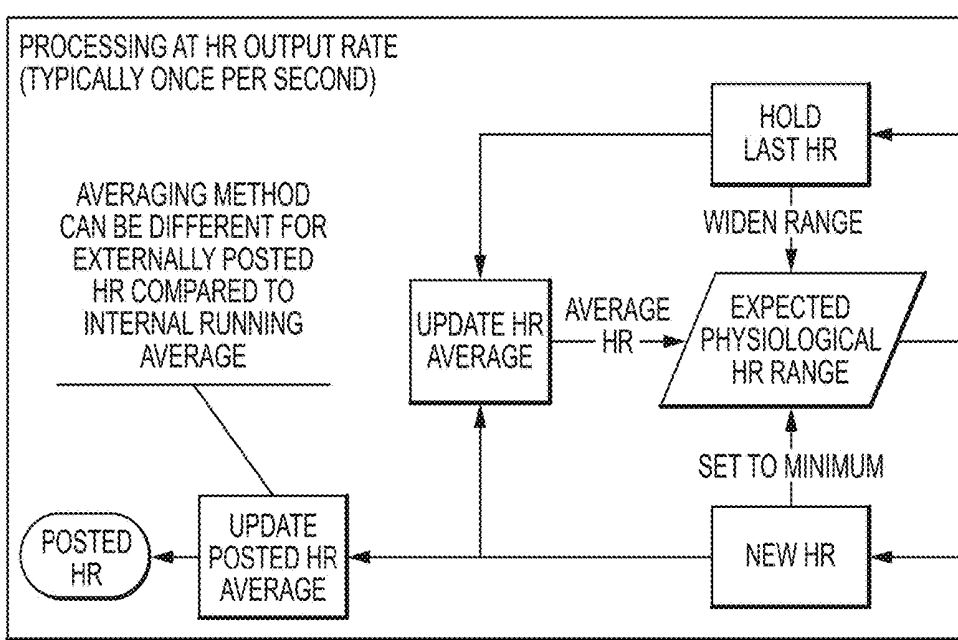 PROCESSING AT HR OUTPUT RATE
(TYPICALLY ONCE PER SECOND)
HOLD
LAST HR
AVERAGING METHOD
CAN BE DIFFERENT FOR
EXTERNALLY POSTED
HR COMPARED TO
INTERNAL RUNNING
AVERAGE
WIDEN RANGE
UPDATE HR
AVERAGE
AVERAGE
HR
EXPECTED
PHYSIOLOGICAL
HR RANGE
SET TO MINIMUM
POSTED
HR
UPDATE
POSTED HR
AVERAGE
NEW HR